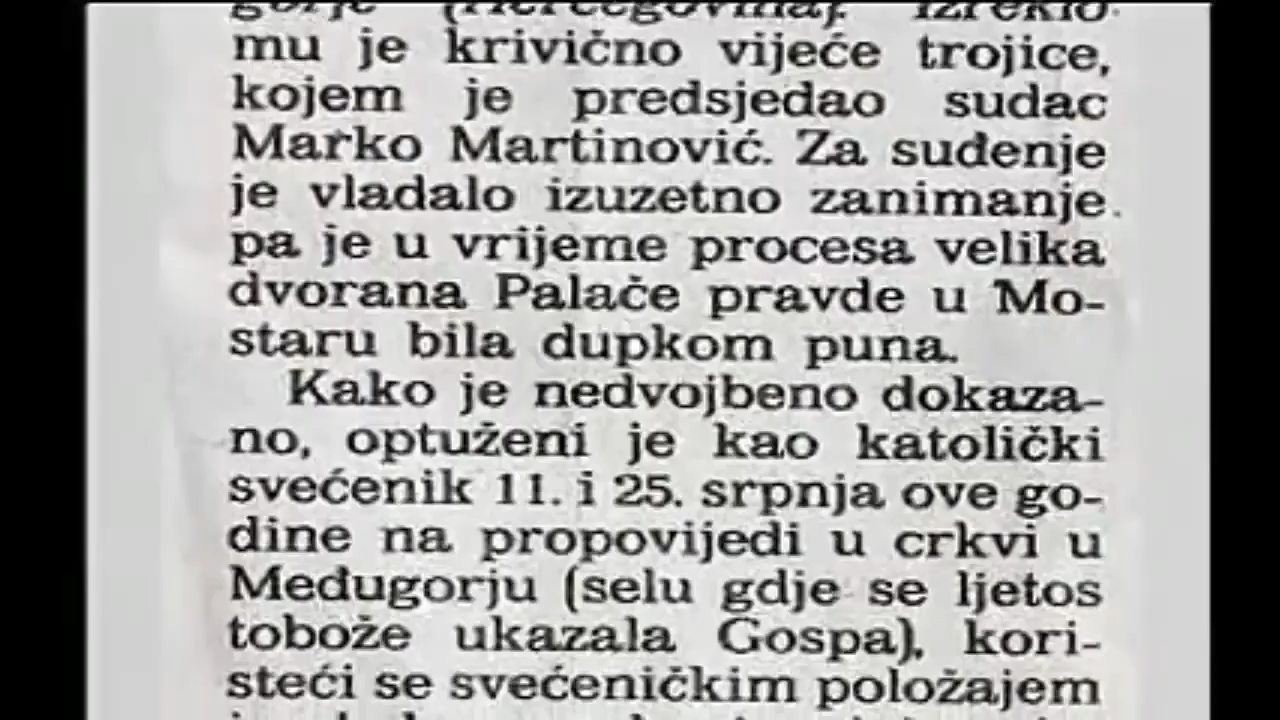 gorje (Hercegovina). Izreklo
mu je krivično vijeće trojice,
kojem je predsjedao sudac
Marko Martinović. Za suđenje
je vladalo izuzetno zanimanje
pa je u vrijeme procesa velika
dvorana Palače pravde u Mo-
staru bila dupkom puna.
Kako je nedvojbeno dokaza-
no, optuženi je kao katolički
svećenik 11. i 25. srpnja ove go-
dine na propovijedi u crkvi u
Međugorju (selu gdje se ljetos
tobože ukazala Gospa), kori-
steći se svećeničkim položajem